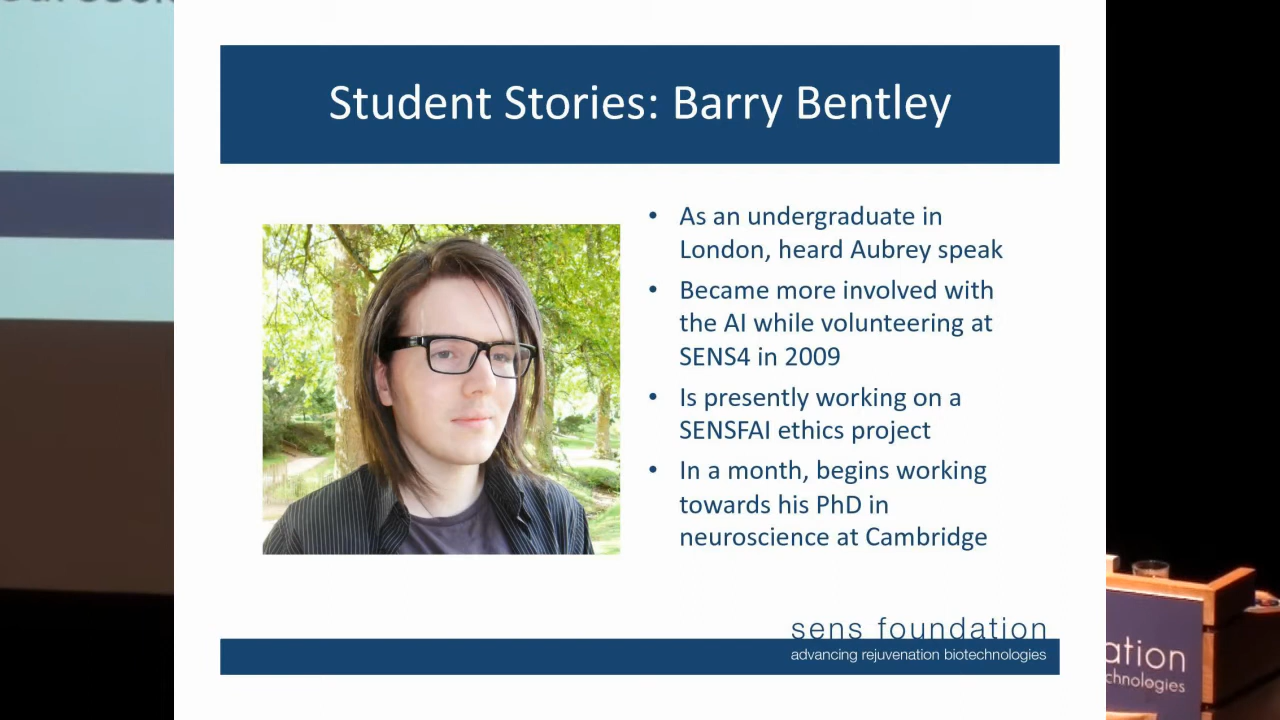 Student Stories: Barry Bentley
• As an undergraduate in
London, heard Aubrey speak
• Became more involved with
the AI while volunteering at
SENS4 in 2009
• Is presently working on a
SENSFAI ethics project
• In a month, begins working
towards his PhD in
neuroscience at Cambridge
sens foundation
advancing rejuvenation biotechnologies
ation
chnologies